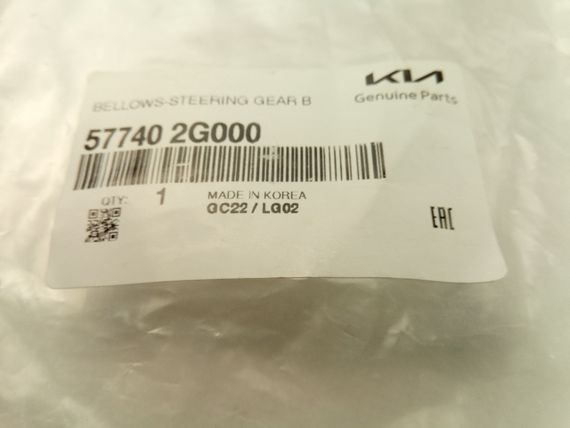 KIA
Genuine Parts
BELLOWS-STEERING GEAR B
57740 2G000
QTY: 1 MADE IN KOREA
GC22 / LG02
EAC